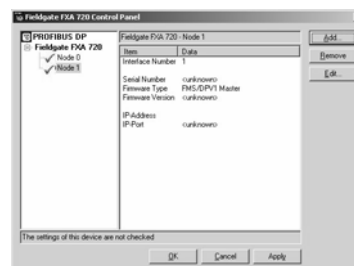 Fieldgate FXA 720 Control Panel
PROFIBUS DP
Fieldgate FXA 720
Node 0
Node 1
Fieldgate FXA 720 - Node 1
Item Data
Interface Number 1
Serial Number <unknown>
Firmware Type FMS/DPV1 Master
Firmware Version <unknown>
IP-Address
IP-Port <unknown>
Add...
Remove
Edit...
The settings of this device are not checked
OK Cancel Apply